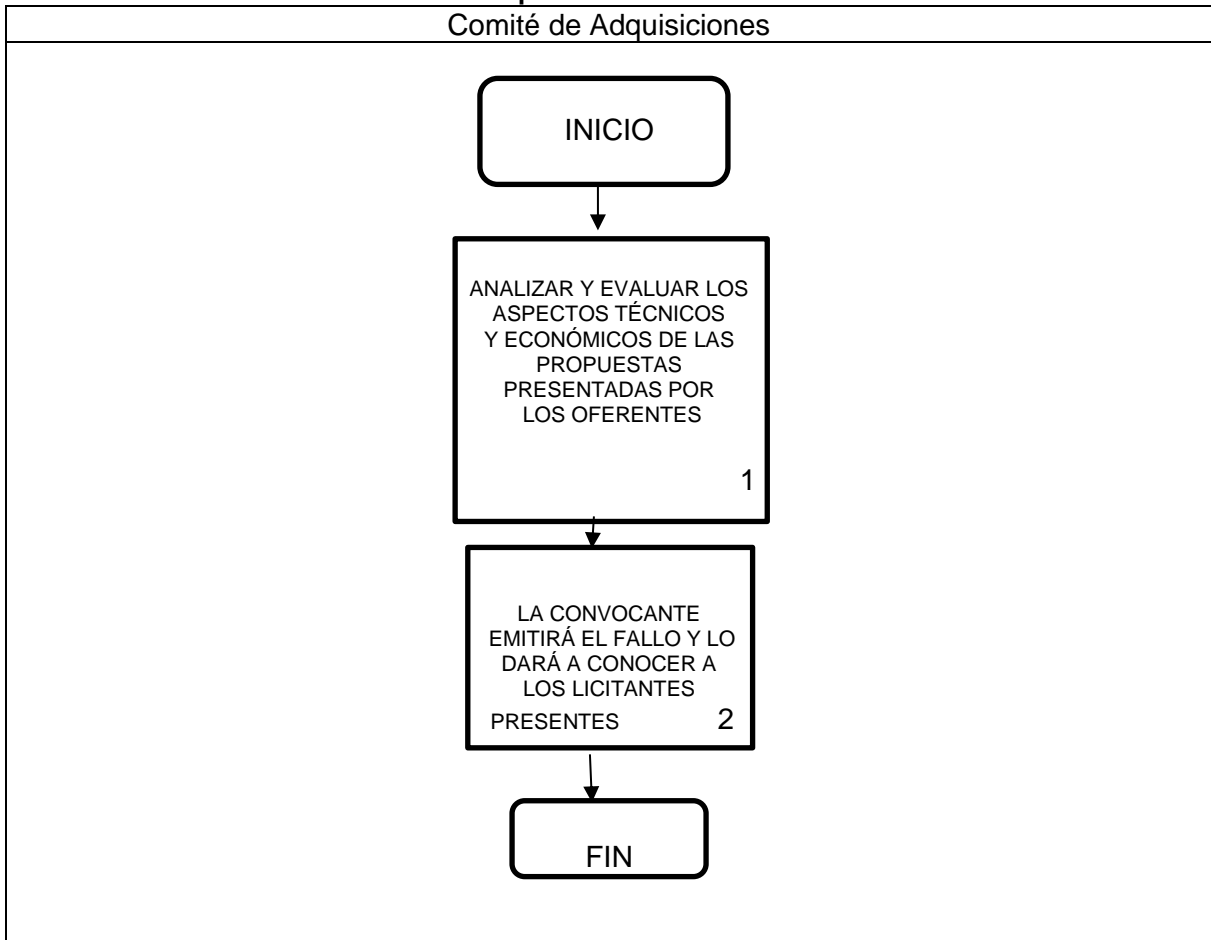 Comité de Adquisiciones
INICIO
ANALIZAR Y EVALUAR LOS
ASPECTOS TÉCNICOS
Y ECONÓMICOS DE LAS
PROPUESTAS
PRESENTADAS POR
LOS OFERENTES
1
LA CONVOCANTE
EMITIRÁ EL FALLO Y LO
DARÁ A CONOCER A
LOS LICITANTES
PRESENTES 2
FIN